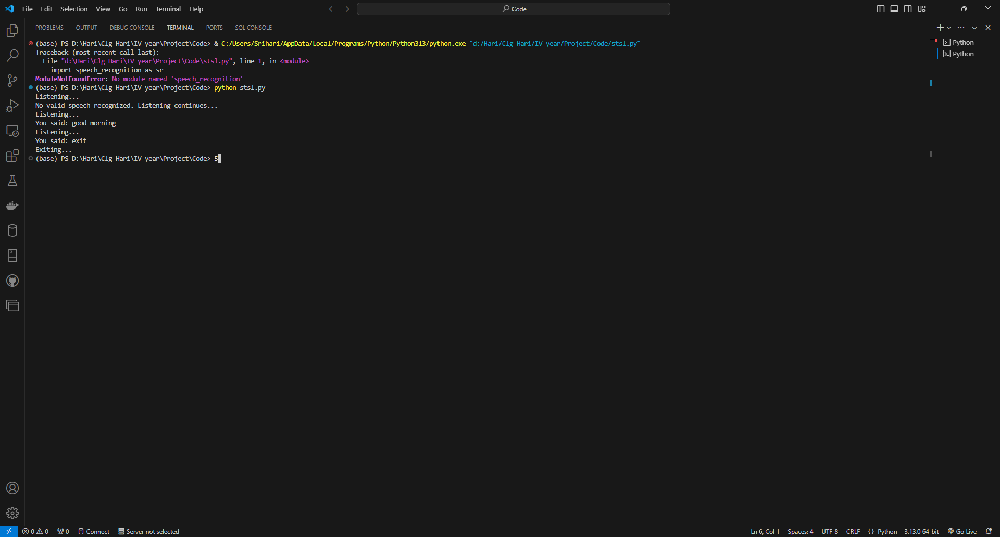 File Edit Selection View Go Run Terminal Help
Code
PROBLEMS OUTPUT DEBUG CONSOLE TERMINAL PORTS SQL CONSOLE
(base) PS D:\Hari\Clg Hari\IV year\Project\Code> & C:/Users/Srihari/AppData/Local/Programs/Python/Python313/python.exe "d:/Hari/Clg Hari/IV year/Project/Code/stsl.py"
Traceback (most recent call last):
  File "d:\Hari\Clg Hari\IV year\Project\Code\stsl.py", line 1, in <module>
    import speech_recognition as sr
ModuleNotFoundError: No module named 'speech_recognition'
(base) PS D:\Hari\Clg Hari\IV year\Project\Code> python stsl.py
Listening...
No valid speech recognized. Listening continues...
Listening...
You said: good morning
Listening...
You said: exit
Exiting...
(base) PS D:\Hari\Clg Hari\IV year\Project\Code> 5
Python
Python
0 0 0 Connect Server not selected
Ln 6, Col 1 Spaces: 4 UTF-8 CRLF {} Python 3.13.0 64-bit Go Live